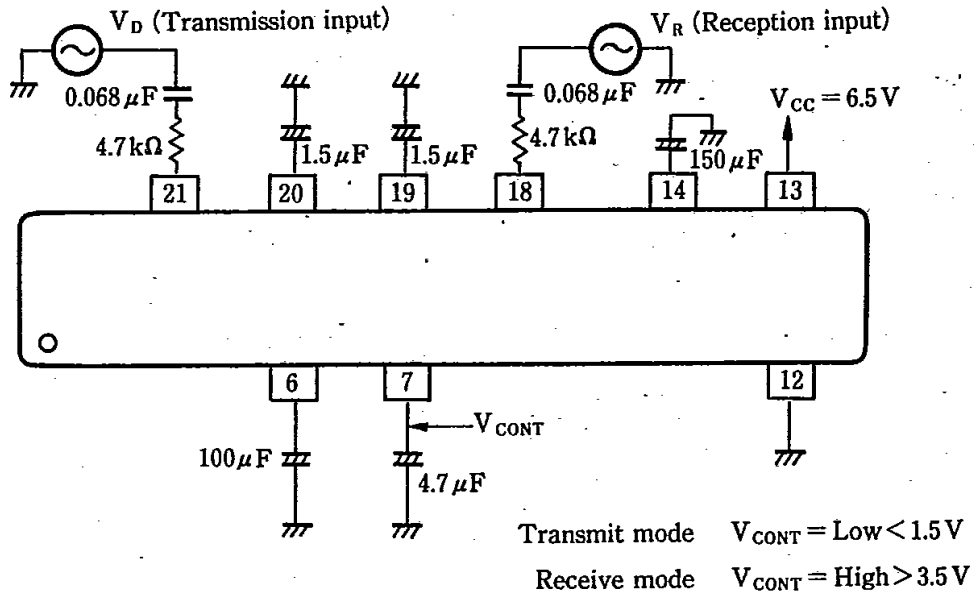 V_D (Transmission input)
V_R (Reception input)
0.068 μF
0.068 μF
V_CC = 6.5 V
4.7 kΩ
1.5 μF
1.5 μF
4.7 kΩ
150 μF
21
20
19
18
14
13
6
7
12
V_CONT
100 μF
4.7 μF
Transmit mode V_CONT = Low < 1.5 V
Receive mode V_CONT = High > 3.5 V